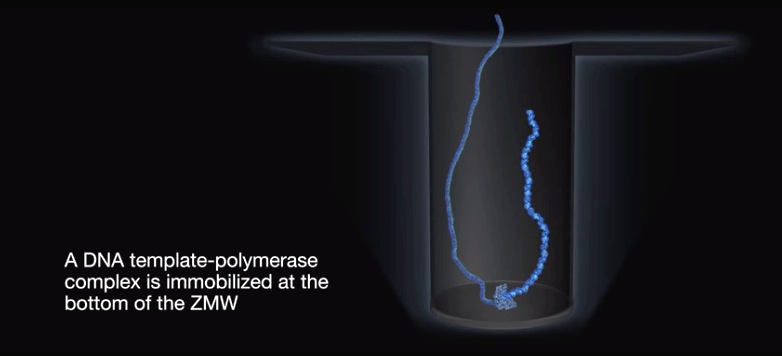 A DNA template-polymerase
complex is immobilized at the
bottom of the ZMW